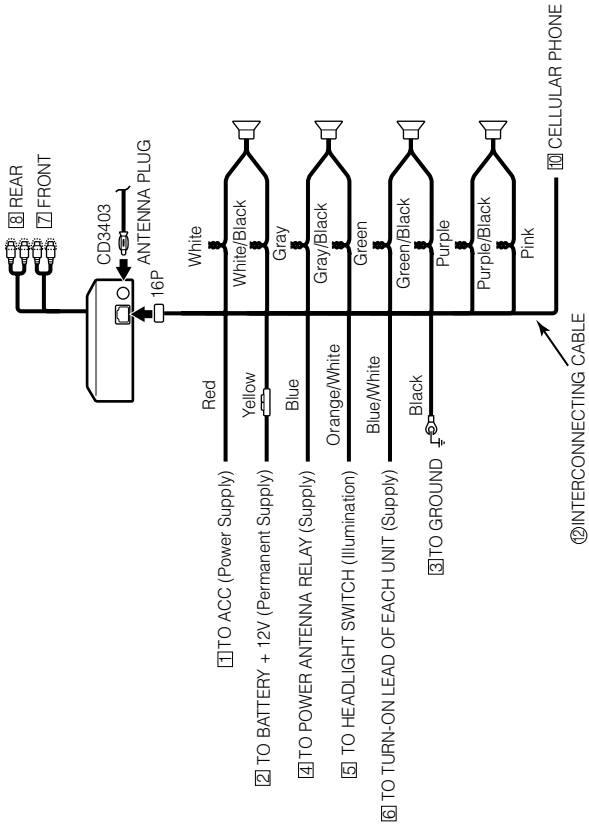 8 REAR
7 FRONT
CD3403
ANTENNA PLUG
16P
White
White/Black
Gray
Gray/Black
Green
Green/Black
Purple
Purple/Black
Pink
10 CELLULAR PHONE
Red
Yellow
Blue
Orange/White
Blue/White
Black
1 TO ACC (Power Supply)
2 TO BATTERY + 12V (Permanent Supply)
4 TO POWER ANTENNA RELAY (Supply)
5 TO HEADLIGHT SWITCH (Illumination)
6 TO TURN-ON LEAD OF EACH UNIT (Supply)
3 TO GROUND
⑫INTERCONNECTING CABLE